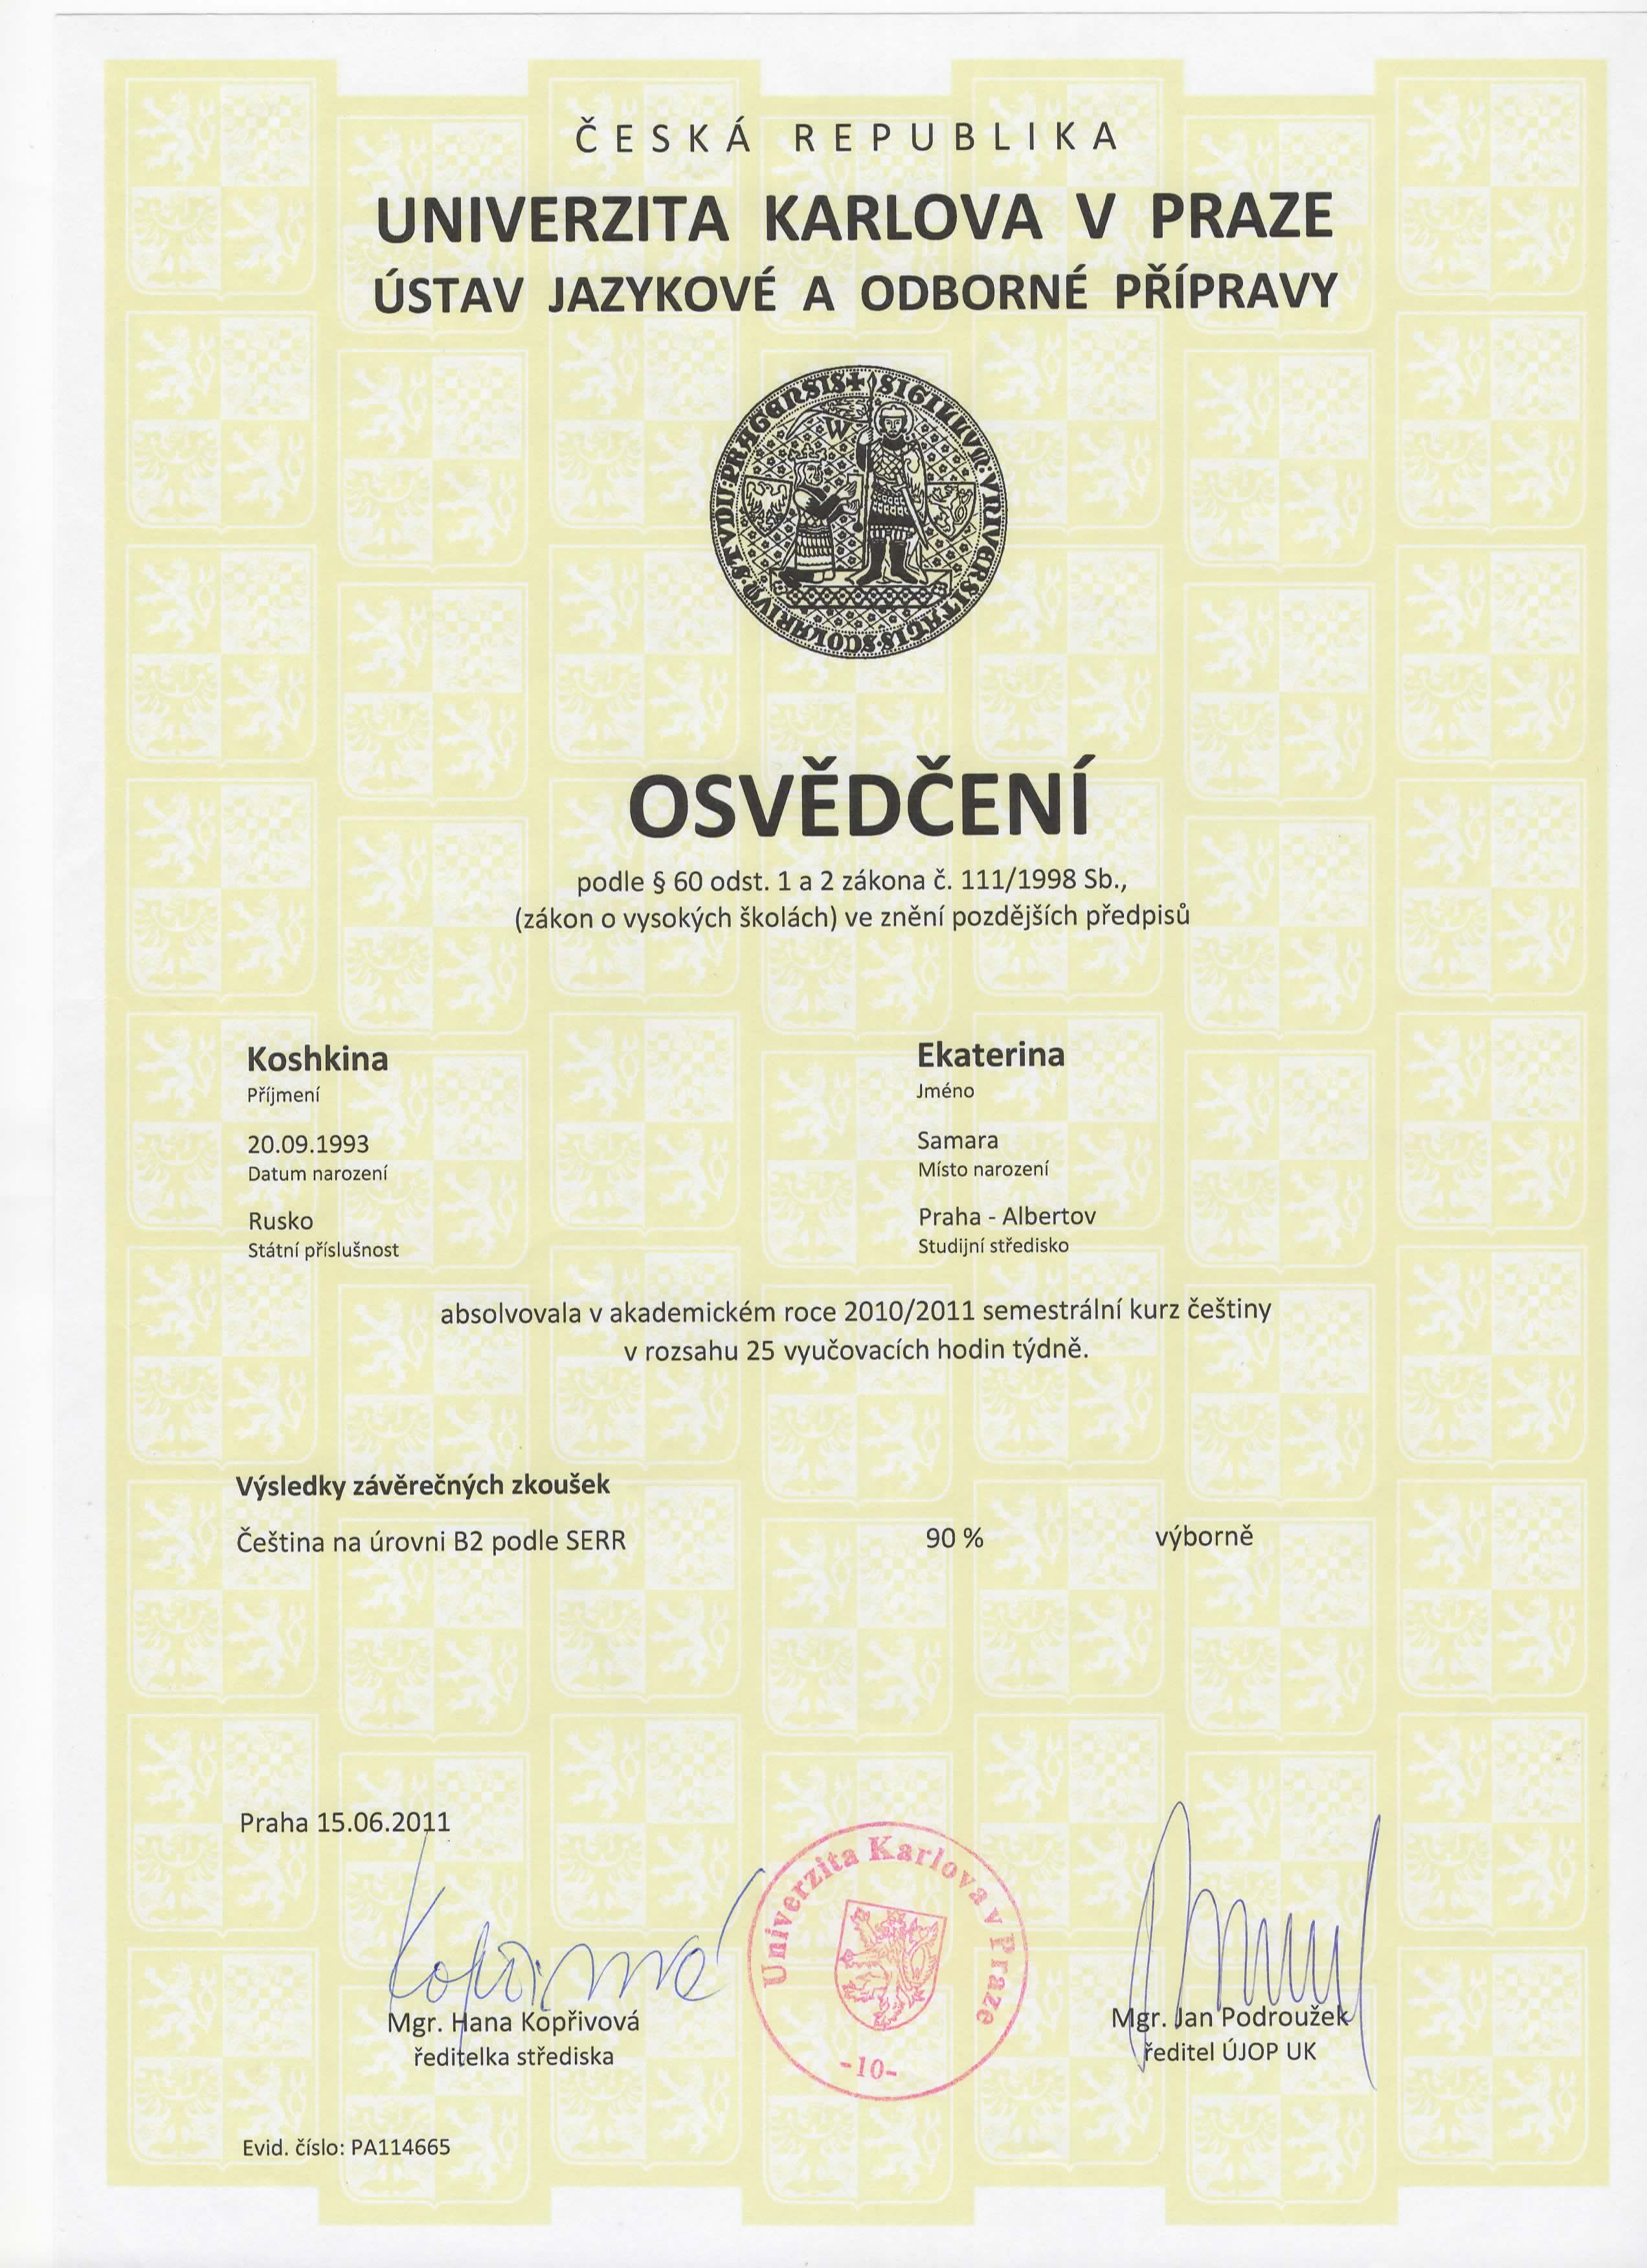 ČESKÁ REPUBLIKA
UNIVERZITA KARLOVA V PRAZE
ÚSTAV JAZYKOVÉ A ODBORNÉ PŘÍPRAVY
W
OSVĚDČENÍ
podle § 60 odst. 1 a 2 zákona č. 111/1998 Sb.,
(zákon o vysokých školách) ve znění pozdějších předpisů
Koshkina Ekaterina
Příjmení Jméno
20.09.1993 Samara
Datum narození Místo narození
Rusko Praha - Albertov
Státní příslušnost Studijní středisko
absolvovala v akademickém roce 2010/2011 semestrální kurz češtiny
v rozsahu 25 vyučovacích hodin týdně.
Výsledky závěrečných zkoušek
Čeština na úrovni B2 podle SERR 90 % výborně
Praha 15.06.2011
Univerzita Karlova v Praze
-10-
Mgr. Hana Kopřivová Mgr. Jan Podroužek
ředitelka střediska ředitel ÚJOP UK
Evid. číslo: PA114665